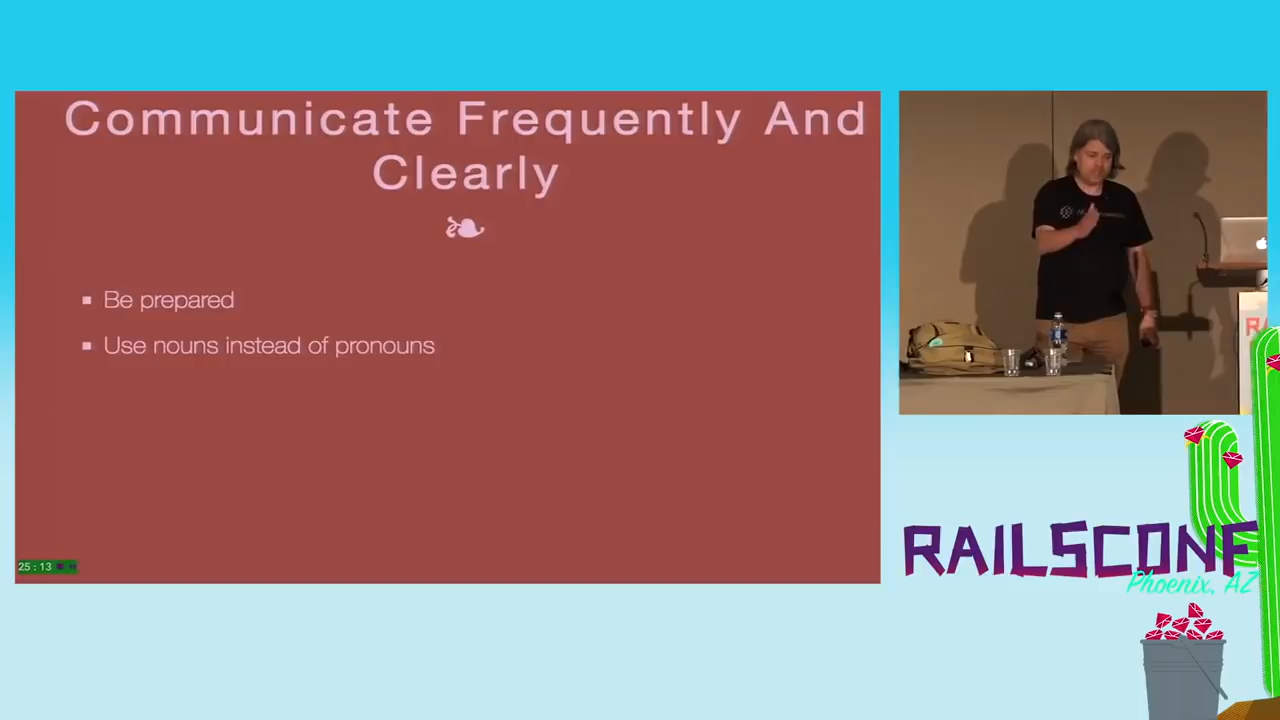 Communicate Frequently And
Clearly
Be prepared
Use nouns instead of pronouns
25:13
RAILSCONF
Phoenix, AZ